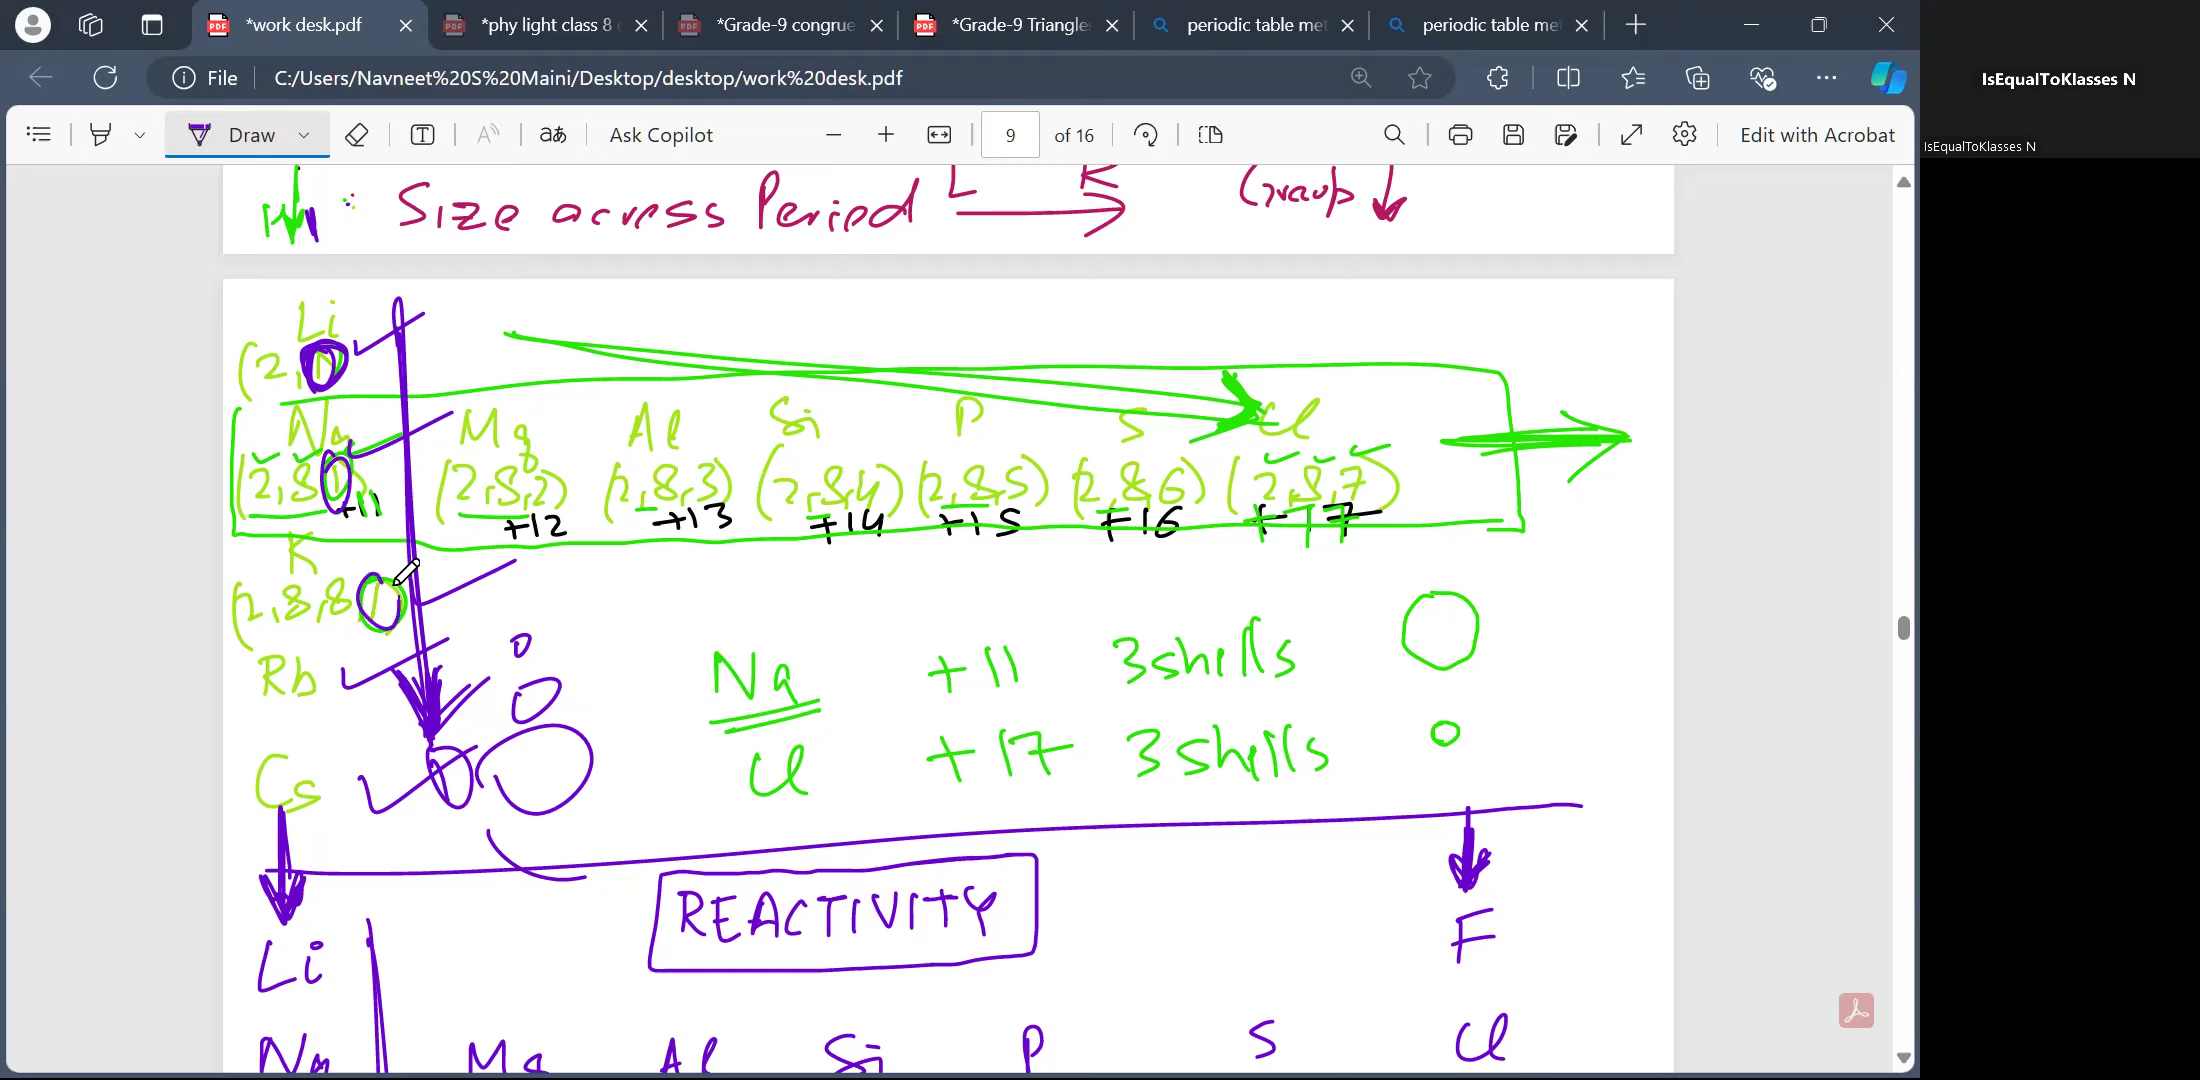 *work desk.pdf
*phy light class 8
*Grade-9 congrue
*Grade-9 Triangle
periodic table met
periodic table me
File
C:/Users/Navneet%20S%20Maini/Desktop/desktop/work%20desk.pdf
IsEqualToKlasses N
IsEqualToKlasses N
Draw
Ask Copilot
9 of 16
Edit with Acrobat
Size across Period L R Group
Li
(2,1)
Na Mg Al Si P S Cl
(2,8,1) (2,8,2) (2,8,3) (2,8,4) (2,8,5) (2,8,6) (2,8,7)
+11 +12 +13 +14 +15 +16 +17
K
(2,8,8,1)
Rb
Na +11 3 shells
Cl +17 3 shells
Cs
REACTIVITY
F
Li
Na Mg Al Si P S Cl